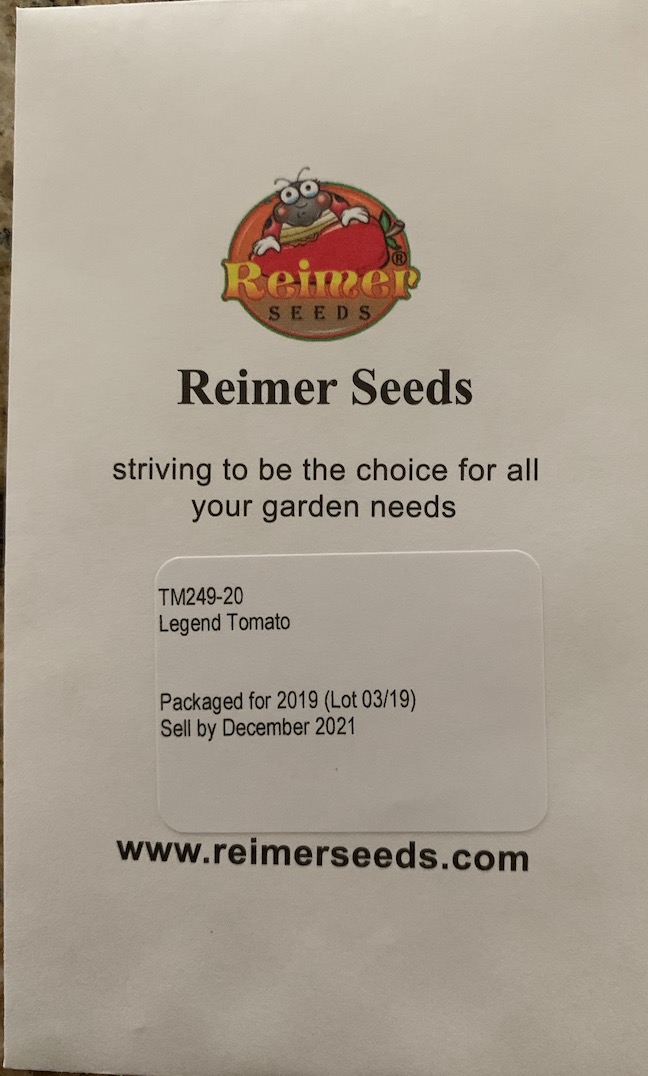 Reimer®
SEEDS
Reimer Seeds
striving to be the choice for all
your garden needs
TM249-20
Legend Tomato
Packaged for 2019 (Lot 03/19)
Sell by December 2021
www.reimerseeds.com